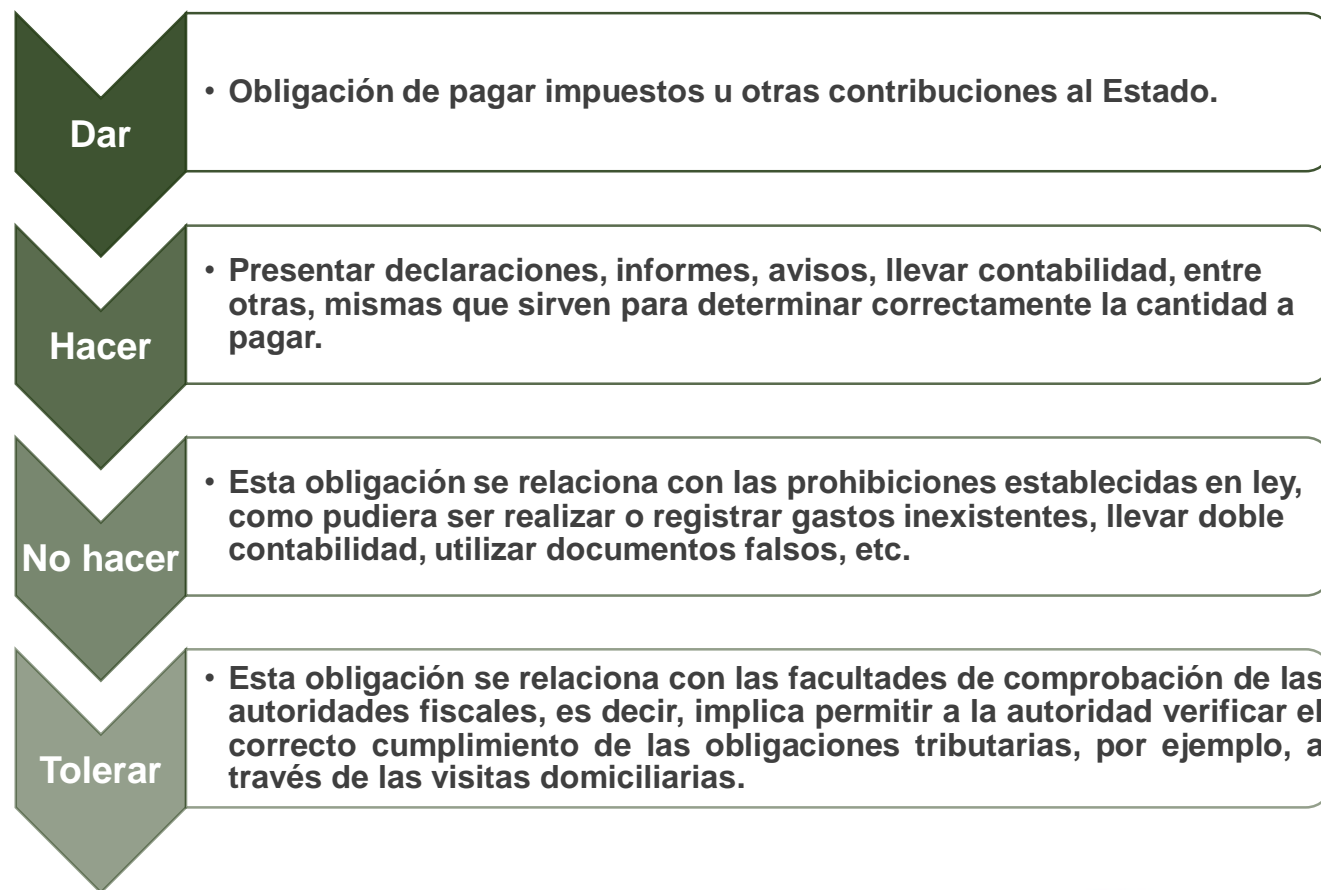 Dar
• Obligación de pagar impuestos u otras contribuciones al Estado.
Hacer
• Presentar declaraciones, informes, avisos, llevar contabilidad, entre
otras, mismas que sirven para determinar correctamente la cantidad a
pagar.
No hacer
• Esta obligación se relaciona con las prohibiciones establecidas en ley,
como pudiera ser realizar o registrar gastos inexistentes, llevar doble
contabilidad, utilizar documentos falsos, etc.
Tolerar
• Esta obligación se relaciona con las facultades de comprobación de las
autoridades fiscales, es decir, implica permitir a la autoridad verificar el
correcto cumplimiento de las obligaciones tributarias, por ejemplo, a
través de las visitas domiciliarias.